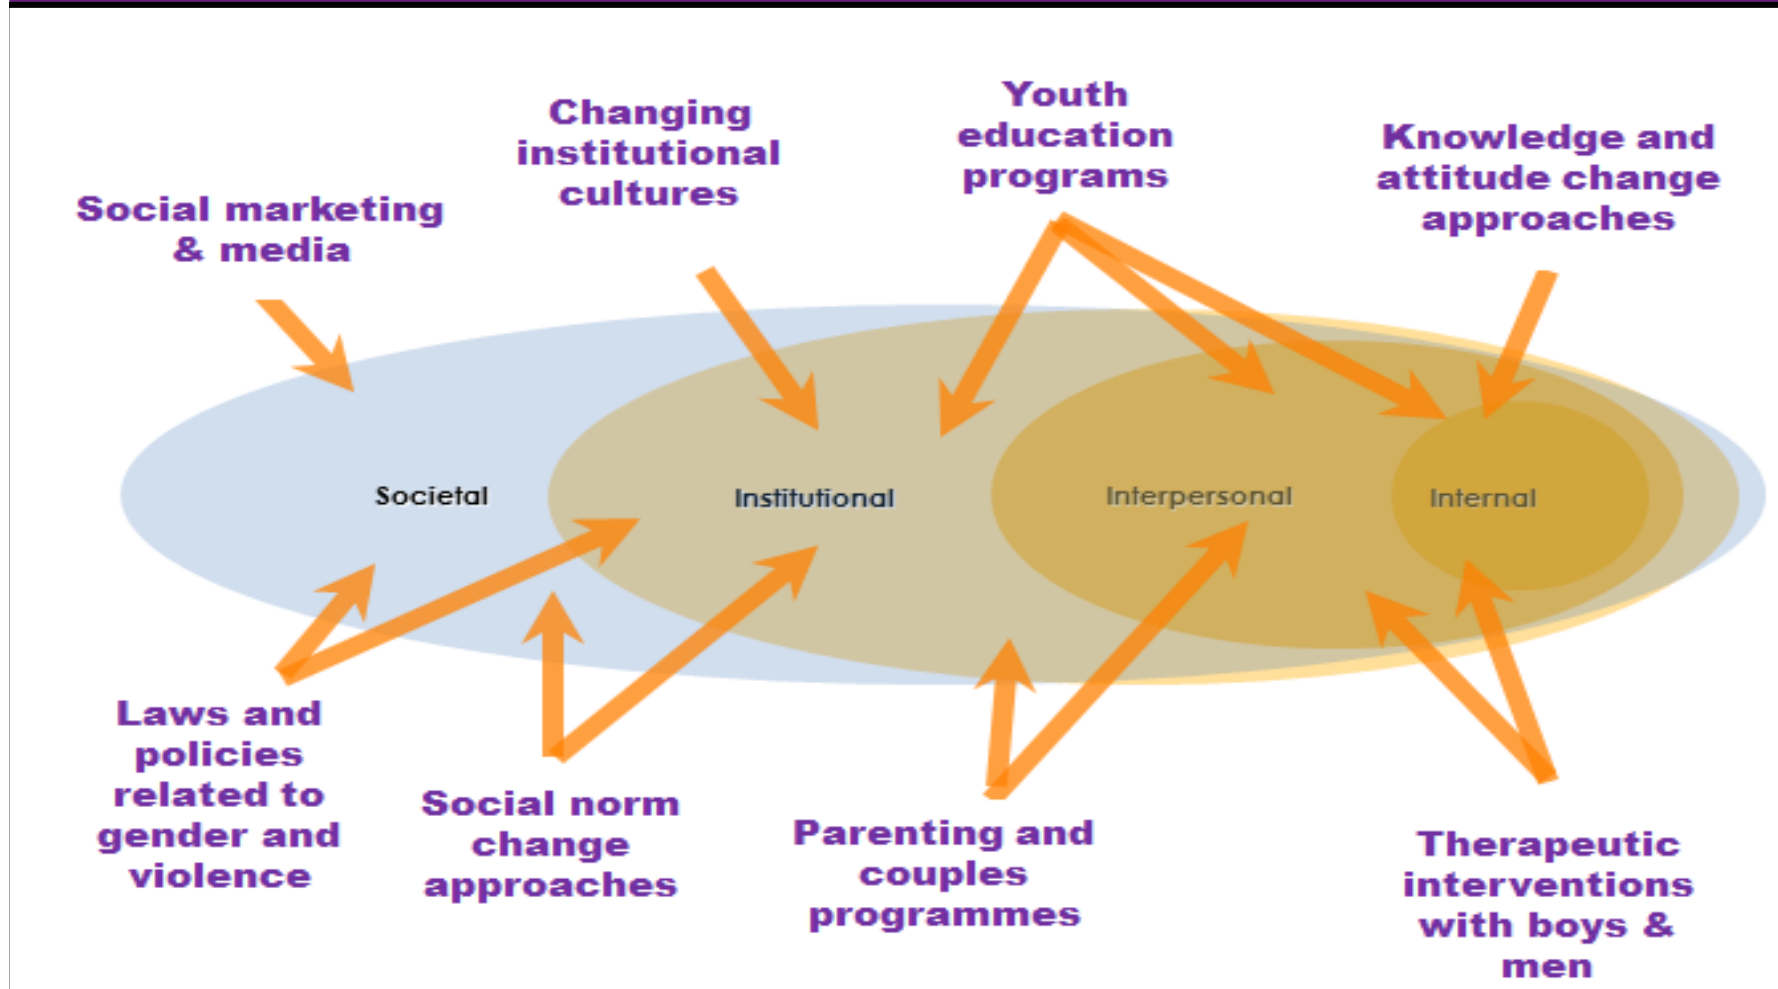 Social marketing
& media
Changing
institutional
cultures
Youth
education
programs
Knowledge and
attitude change
approaches
Societal
Institutional
Interpersonal
Internal
Laws and
policies
related to
gender and
violence
Social norm
change
approaches
Parenting and
couples
programmes
Therapeutic
interventions
with boys &
men